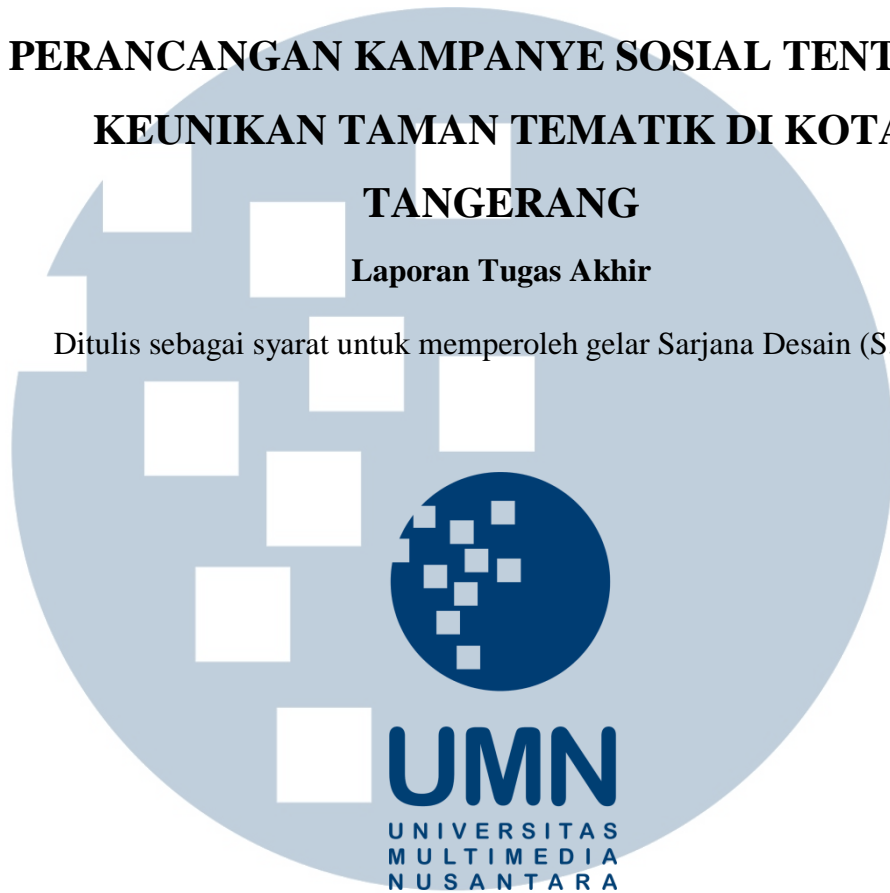 PERANCANGAN KAMPANYE SOSIAL TENT
KEUNIKAN TAMAN TEMATIK DI KOTA
TANGERANG
Laporan Tugas Akhir
Ditulis sebagai syarat untuk memperoleh gelar Sarjana Desain (S.
UMN
UNIVERSITAS
MULTIMEDIA
NUSANTARA